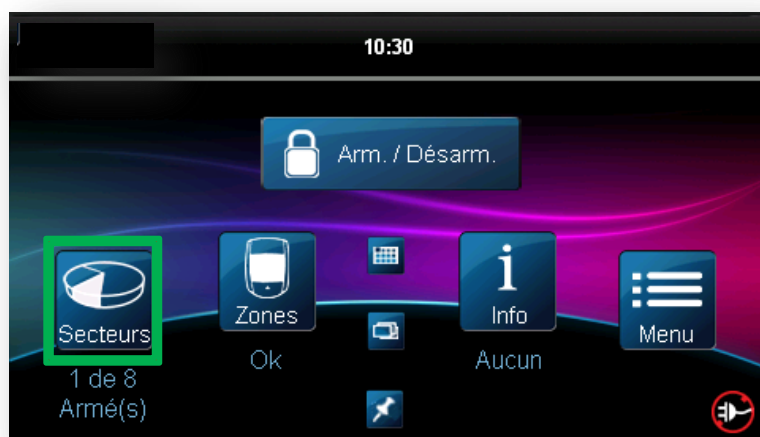 10:30
Arm. / Désarm.
Secteurs
Zones
Info
Menu
1 de 8
Armé(s)
Ok
Aucun